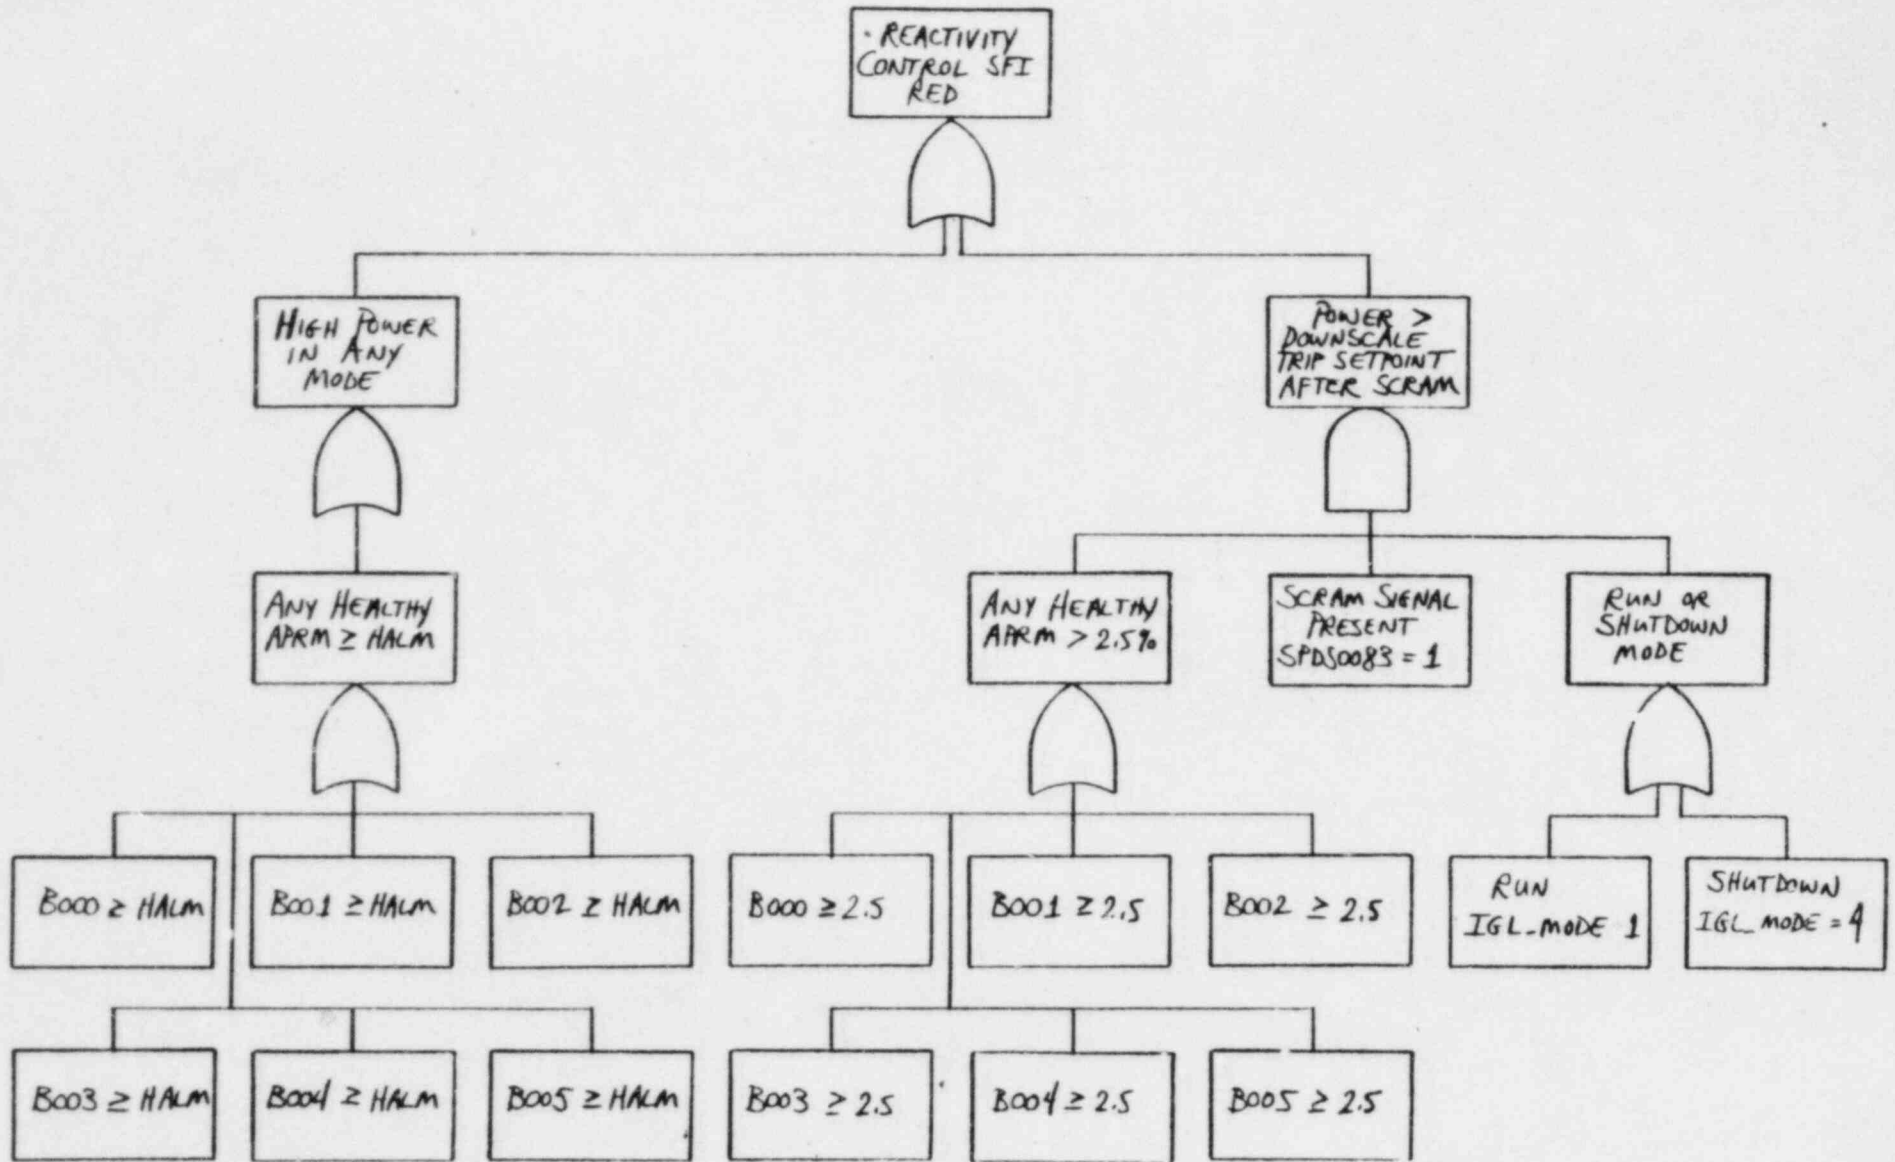 REACTIVITY
CONTROL SFI
RED
HIGH POWER
IN ANY
MODE
POWER >
DOWNSCALE
TRIP SETPOINT
AFTER SCRAM
ANY HEALTHY
APRM ≥ HALM
ANY HEALTHY
APRM > 2.5%
SCRAM SIGNAL
PRESENT
SPDS0083 = 1
RUN OR
SHUTDOWN
MODE
B000 ≥ HALM
B001 ≥ HALM
B002 ≥ HALM
B000 ≥ 2.5
B001 ≥ 2.5
B002 ≥ 2.5
RUN
IGL_MODE 1
SHUTDOWN
IGL_MODE = 4
B003 ≥ HALM
B004 ≥ HALM
B005 ≥ HALM
B003 ≥ 2.5
B004 ≥ 2.5
B005 ≥ 2.5